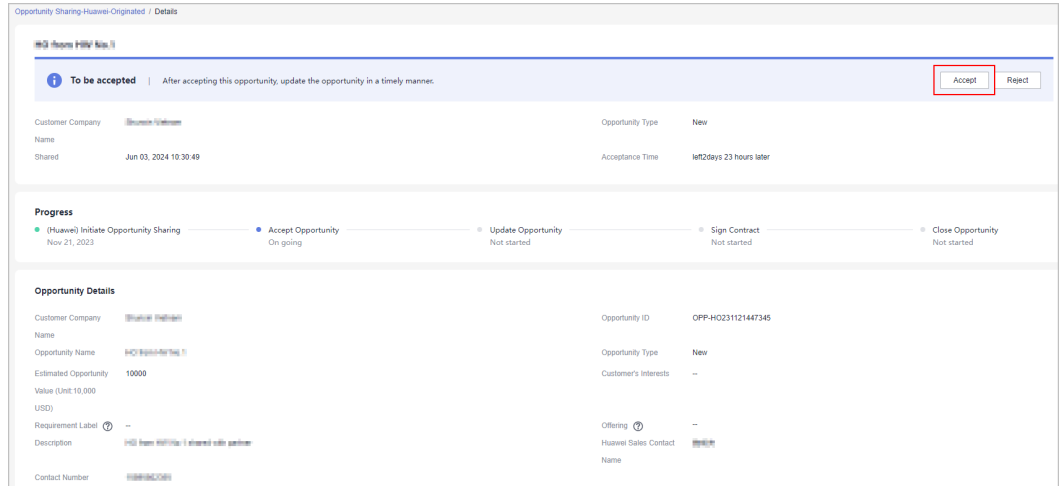 Opportunity Sharing-Huawei-Originated / Details
To be accepted | After accepting this opportunity, update the opportunity in a timely manner.
Accept Reject
Customer Company Name
Opportunity Type New
Shared Jun 03, 2024 10:30:49
Acceptance Time left2days 23 hours later
Progress
(Huawei) Initiate Opportunity Sharing Accept Opportunity Update Opportunity Sign Contract Close Opportunity
Nov 21, 2023 On going Not started Not started Not started
Opportunity Details
Customer Company Name
Opportunity ID OPP-HO231121447345
Opportunity Name
Opportunity Type New
Estimated Opportunity Value (Unit:10,000 USD) 10000
Customer's Interests --
Requirement Label ? --
Offering ? --
Description
Huawei Sales Contact Name
Contact Number